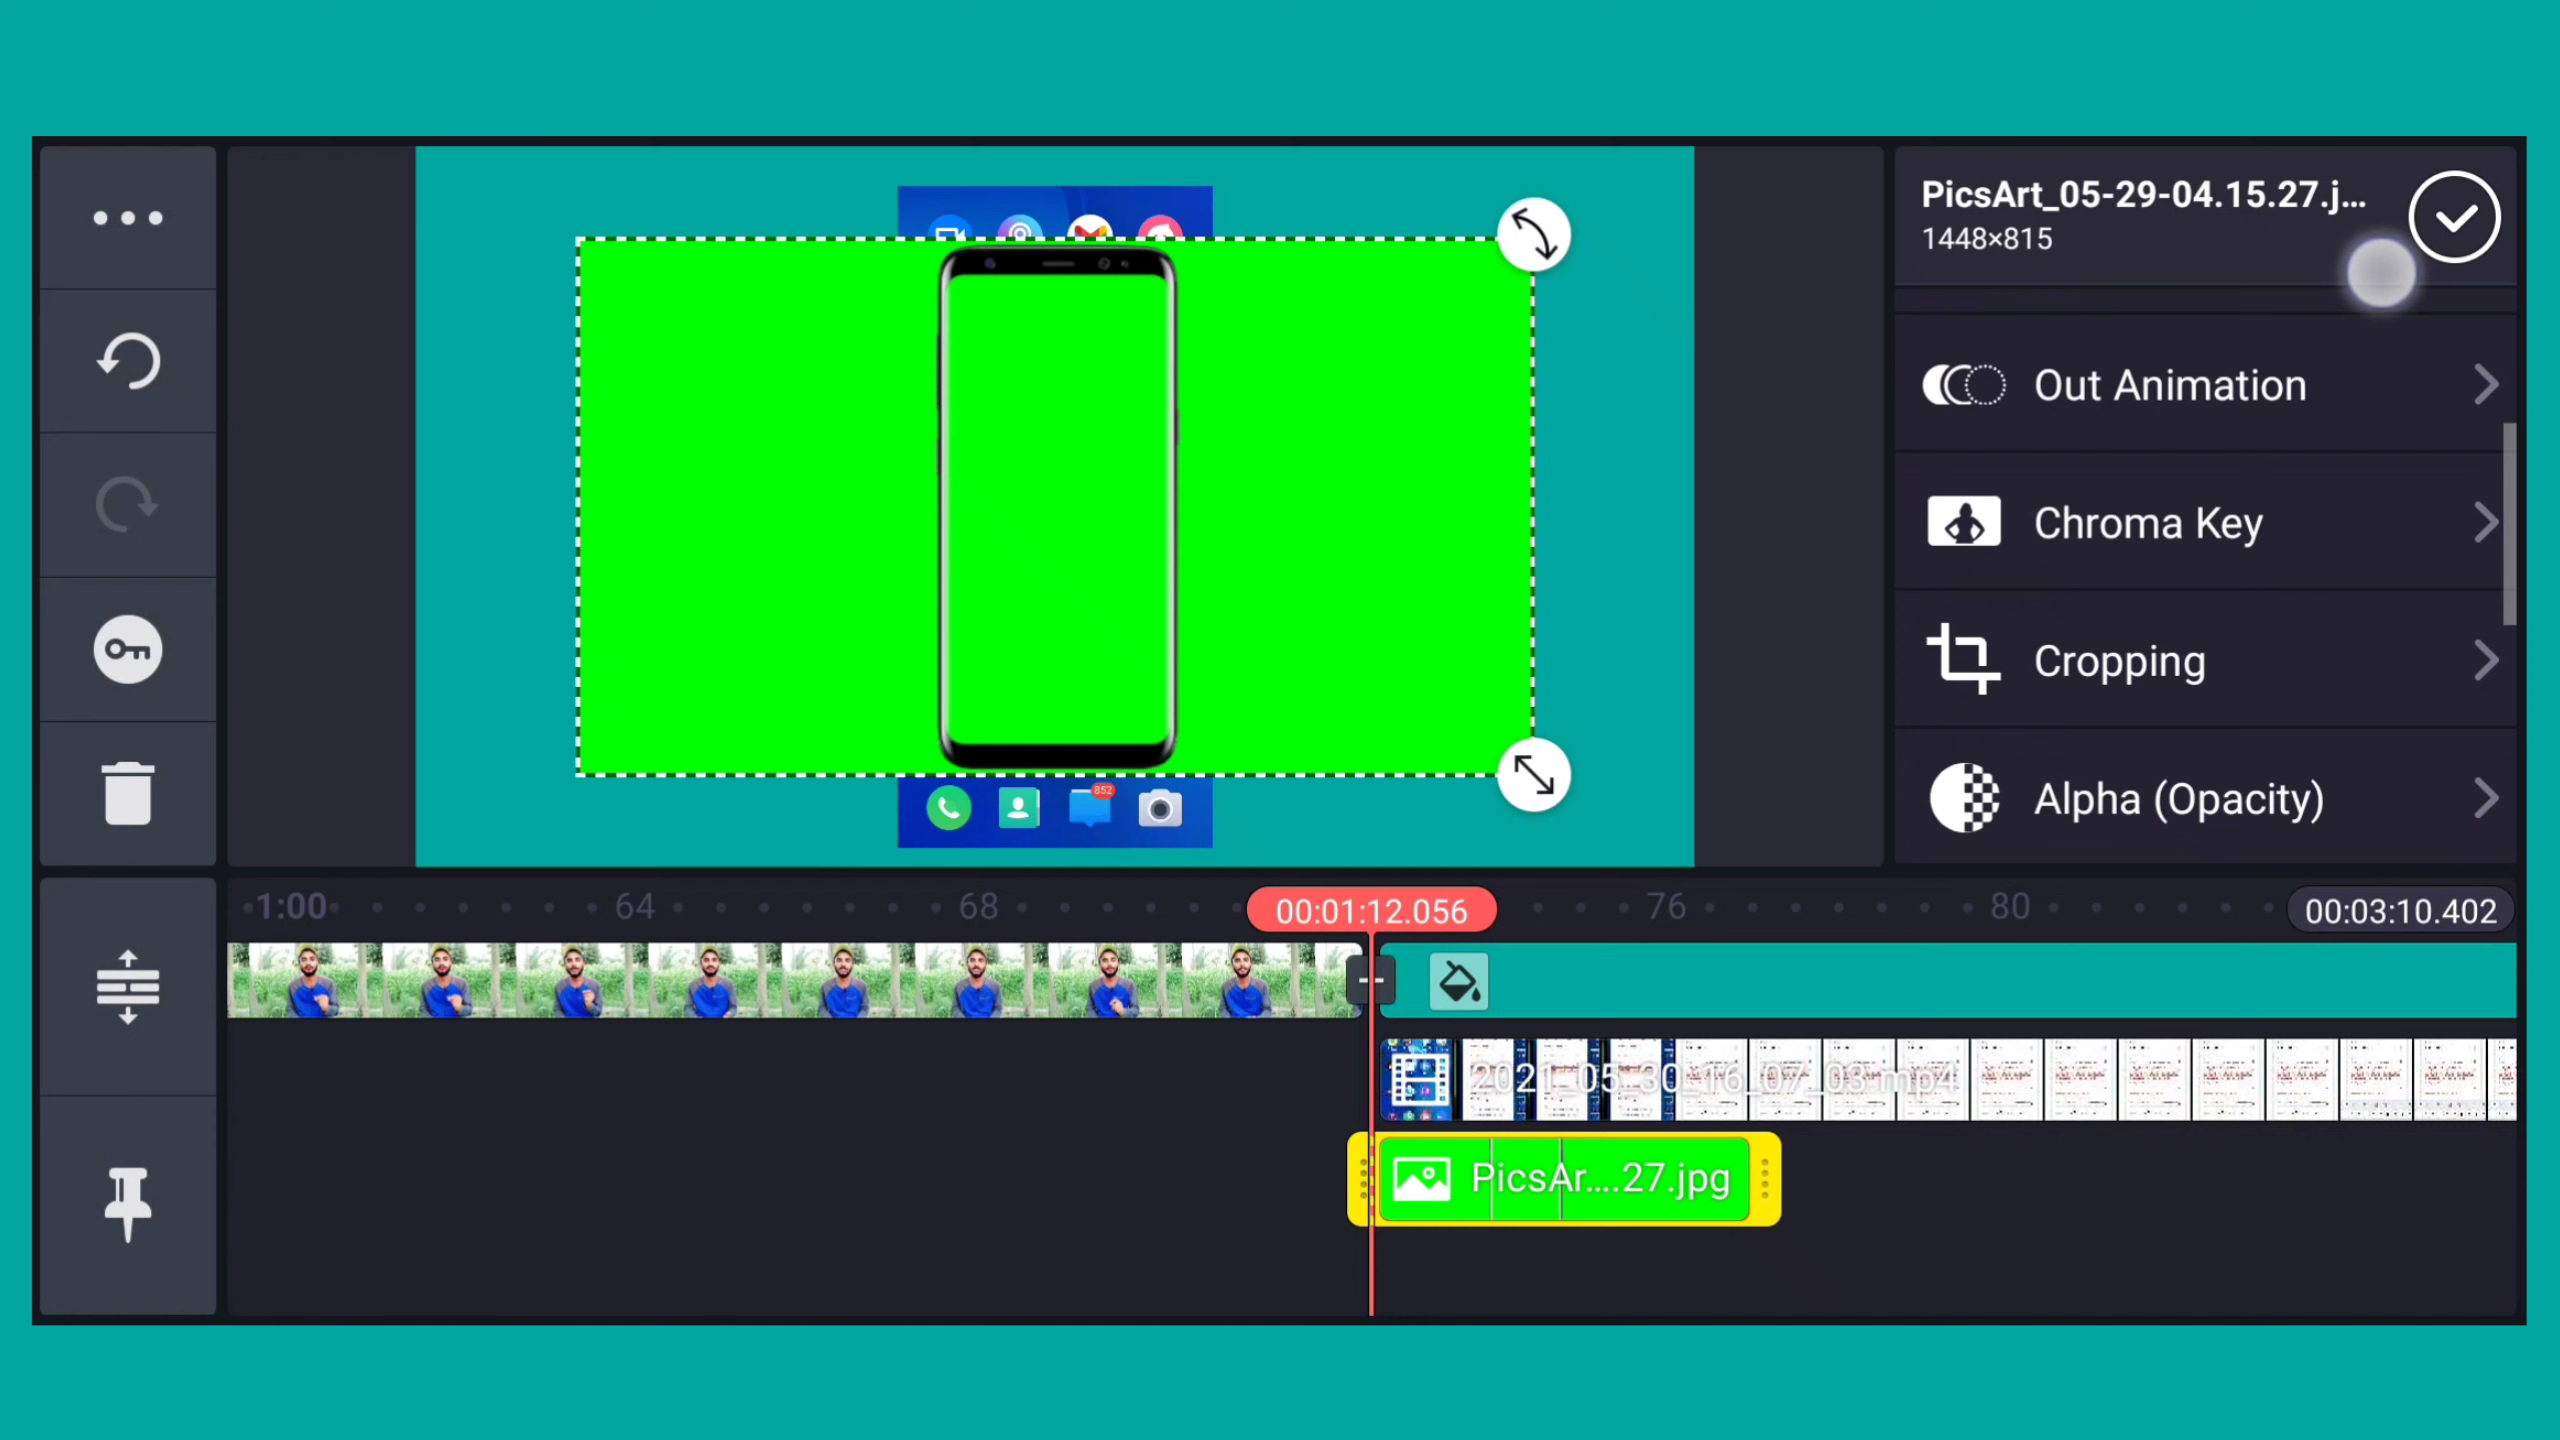 PicsArt_05-29-04.15.27.j...
1448×815
Out Animation
Chroma Key
Cropping
Alpha (Opacity)
852
1:00
64
68
00:01:12.056
76
80
00:03:10.402
2021_05_30_16_07_03.mp4
PicsAr....27.jpg